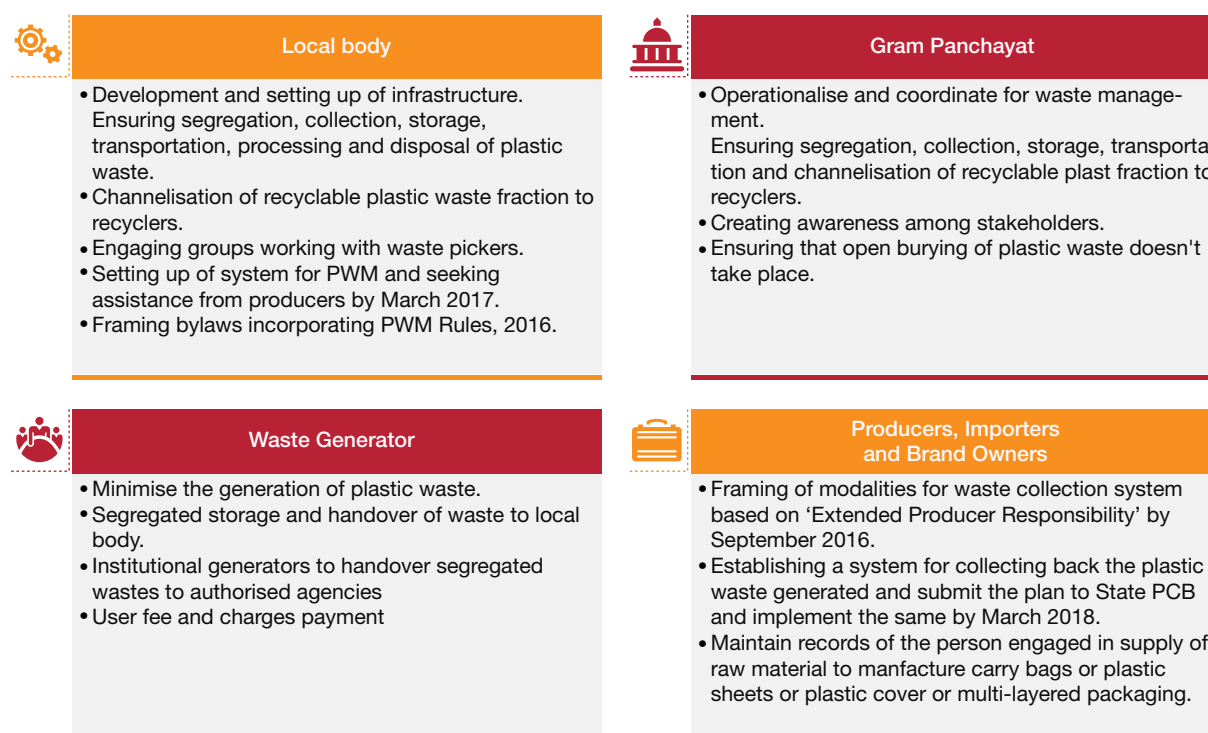 Local body
• Development and setting up of infrastructure.
Ensuring segregation, collection, storage,
transportation, processing and disposal of plastic
waste.
• Channelisation of recyclable plastic waste fraction to
recyclers.
• Engaging groups working with waste pickers.
• Setting up of system for PWM and seeking
assistance from producers by March 2017.
• Framing bylaws incorporating PWM Rules, 2016.
Gram Panchayat
• Operationalise and coordinate for waste manage-
ment.
Ensuring segregation, collection, storage, transporta
tion and channelisation of recyclable plast fraction to
recyclers.
• Creating awareness among stakeholders.
• Ensuring that open burying of plastic waste doesn't
take place.
Waste Generator
• Minimise the generation of plastic waste.
• Segregated storage and handover of waste to local
body.
• Institutional generators to handover segregated
wastes to authorised agencies
• User fee and charges payment
Producers, Importers
and Brand Owners
• Framing of modalities for waste collection system
based on ‘Extended Producer Responsibility’ by
September 2016.
• Establishing a system for collecting back the plastic
waste generated and submit the plan to State PCB
and implement the same by March 2018.
• Maintain records of the person engaged in supply of
raw material to manfacture carry bags or plastic
sheets or plastic cover or multi-layered packaging.